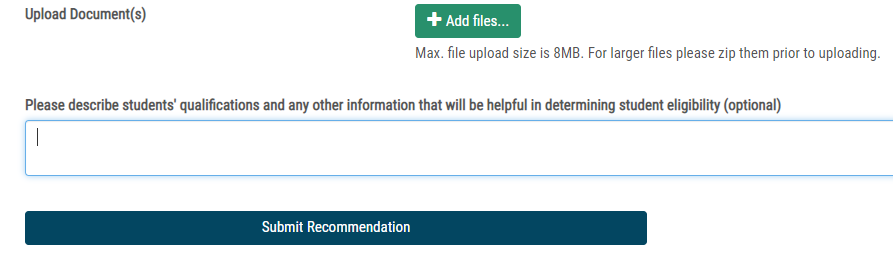 Upload Document(s)
Add files...
Max. file upload size is 8MB. For larger files please zip them prior to uploading.
Please describe students' qualifications and any other information that will be helpful in determining student eligibility (optional)
Submit Recommendation